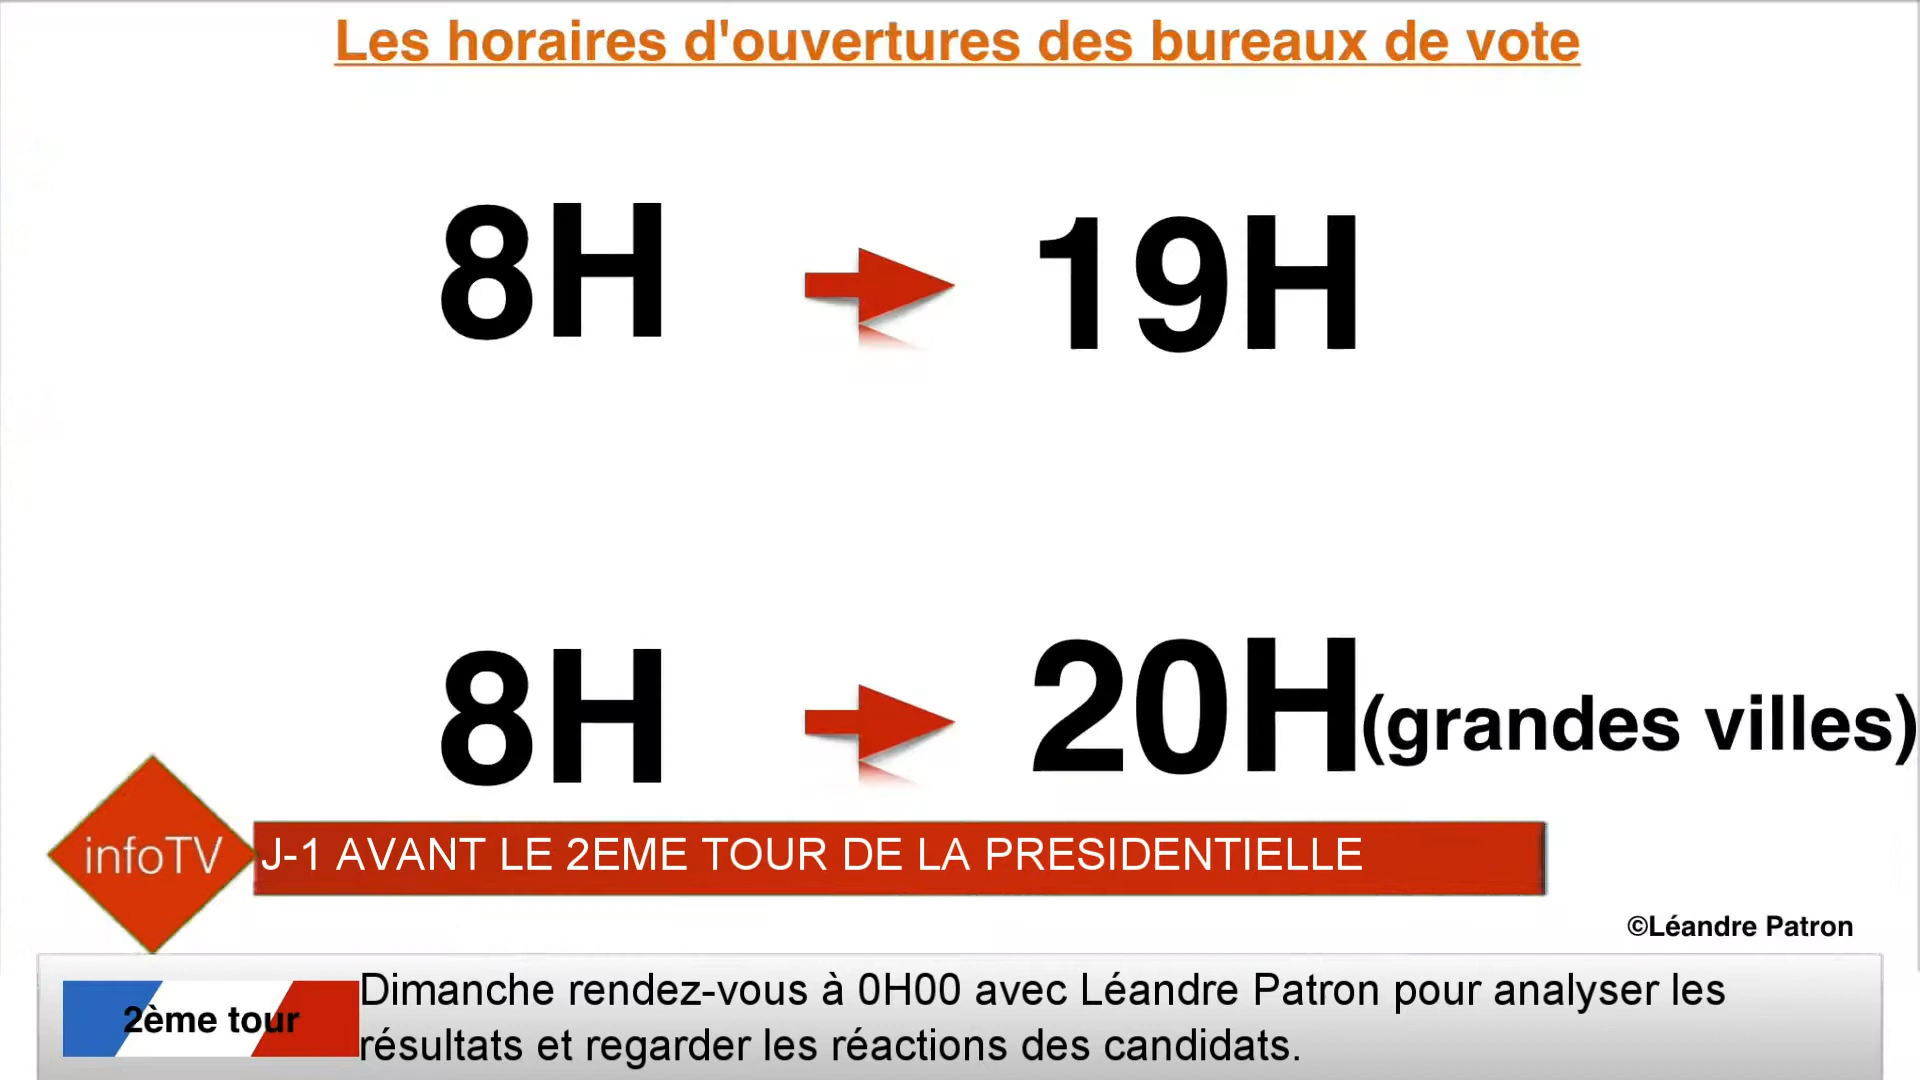 Les horaires d'ouvertures des bureaux de vote
8H 19H
8H 20H(grandes villes)
infoTV J-1 AVANT LE 2EME TOUR DE LA PRESIDENTIELLE
©Léandre Patron
2ème tour
Dimanche rendez-vous à 0H00 avec Léandre Patron pour analyser les
résultats et regarder les réactions des candidats.